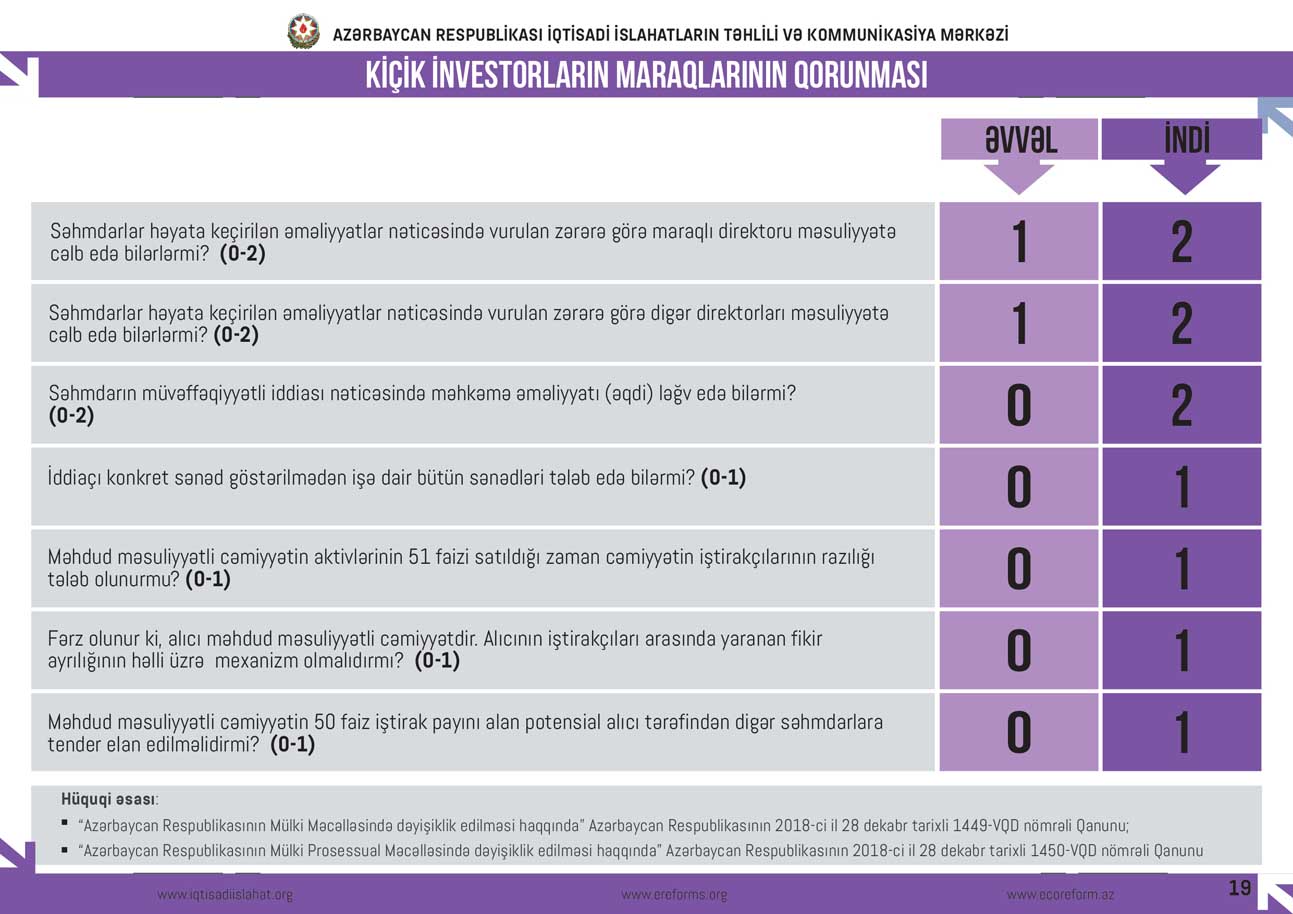 AZƏRBAYCAN RESPUBLİKASI İQTİSADİ İSLAHATLARIN TƏHLİLİ VƏ KOMMUNİKASİYA MƏRKƏZİ
KİÇİK İNVESTORLARIN MARAQLARININ QORUNMASI
ƏVVƏL İNDİ
Səhmdarlar həyata keçirilən əməliyyatlar nəticəsində vurulan zərərə görə maraqlı direktoru məsuliyyətə
cəlb edə bilərlərmi? (0-2)
1 2
Səhmdarlar həyata keçirilən əməliyyatlar nəticəsində vurulan zərərə görə digər direktorları məsuliyyətə
cəlb edə bilərlərmi? (0-2)
1 2
Səhmdarın müvəffəqiyyətli iddiası nəticəsində məhkəmə əməliyyatı (əqdi) ləğv edə bilərmi?
(0-2)
0 2
İddiaçı konkret sənəd göstərilmədən işə dair bütün sənədləri tələb edə bilərmi? (0-1)
0 1
Məhdud məsuliyyətli cəmiyyətin aktivlərinin 51 faizi satıldığı zaman cəmiyyətin iştirakçılarının razılığı
tələb olunurmu? (0-1)
0 1
Fərz olunur ki, alıcı məhdud məsuliyyətli cəmiyyətdir. Alıcının iştirakçıları arasında yaranan fikir
ayrılığının həlli üzrə mexanizm olmalıdırmı? (0-1)
0 1
Məhdud məsuliyyətli cəmiyyətin 50 faiz iştirak payını alan potensial alıcı tərəfindən digər səhmdarlara
tender elan edilməlidirmi? (0-1)
0 1
Hüquqi əsası:
▪ “Azərbaycan Respublikasının Mülki Məcəlləsində dəyişiklik edilməsi haqqında” Azərbaycan Respublikasının 2018-ci il 28 dekabr tarixli 1449-VQD nömrəli Qanunu;
▪ “Azərbaycan Respublikasının Mülki Prosessual Məcəlləsində dəyişiklik edilməsi haqqında” Azərbaycan Respublikasının 2018-ci il 28 dekabr tarixli 1450-VQD nömrəli Qanunu
www.iqtisadiislahat.org www.ereforms.org www.ecoreform.az 19